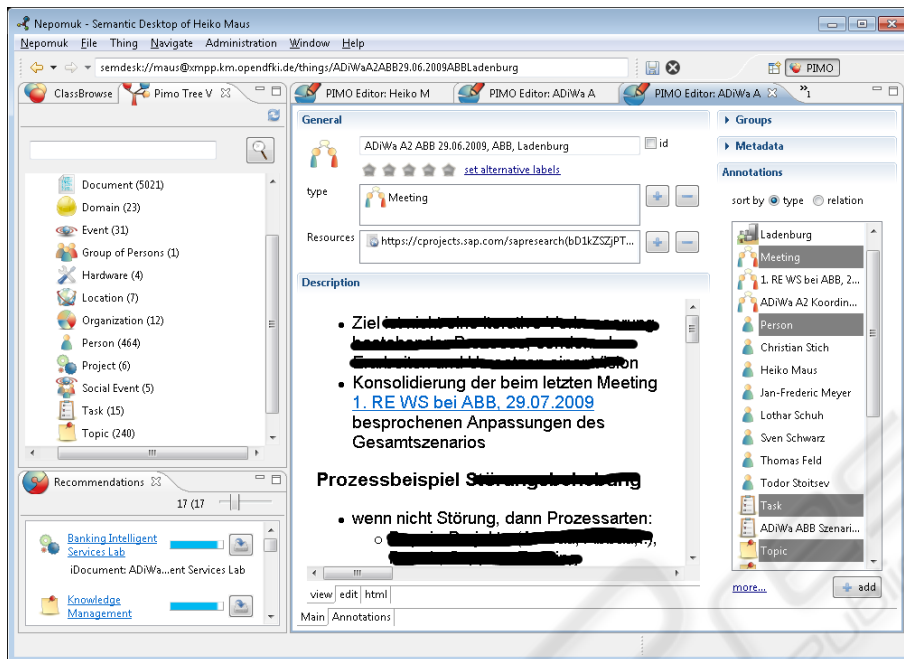 Nepomuk - Semantic Desktop of Heiko Maus
Nepomuk File Thing Navigate Administration Window Help
semdesk://maus@xmpp.km.opendfki.de/things/ADiWaA2ABB29.06.2009ABBLadenburg
PIMO
ClassBrowse Pimo Tree V
Document (5021)
Domain (23)
Event (31)
Group of Persons (1)
Hardware (4)
Location (7)
Organization (12)
Person (464)
Project (6)
Social Event (5)
Task (15)
Topic (240)
Recommendations
17 (17
Banking Intelligent
Services Lab
iDocument: ADiWa...ent Services Lab
Knowledge
Management
PIMO Editor: Heiko M PIMO Editor: ADiWa A PIMO Editor: ADiWa A »1
General
ADiWa A2 ABB 29.06.2009, ABB, Ladenburg id
set alternative labels
type Meeting
Resources https://cprojects.sap.com/sapresearch(bD1kZSZjPT...
Description
Ziel
Konsolidierung der beim letzten Meeting
1. RE WS bei ABB, 29.07.2009
besprochenen Anpassungen des
Gesamtszenarios
Prozessbeispiel
wenn nicht Störung, dann Prozessarten:
view edit html
Main Annotations
Groups
Metadata
Annotations
sort by type relation
Ladenburg
Meeting
1. RE WS bei ABB, 2...
ADiWa A2 Koordin...
Person
Christian Stich
Heiko Maus
Jan-Frederic Meyer
Lothar Schuh
Sven Schwarz
Thomas Feld
Todor Stoitsev
Task
ADiWa ABB Szenari...
Topic
more... add